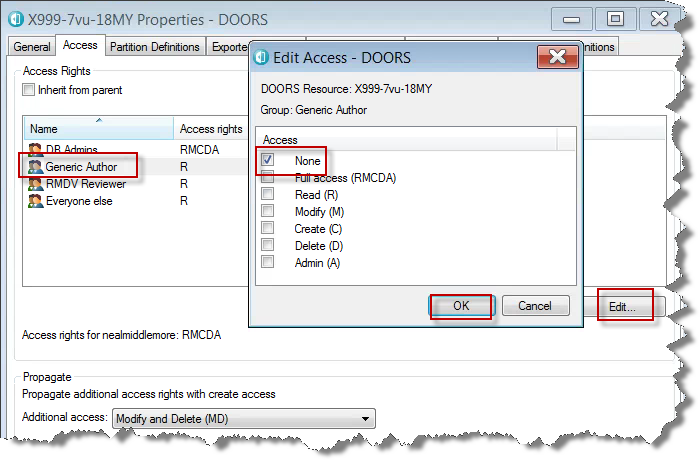 X999-7vu-18MY Properties - DOORS
General
Access
Partition Definitions
Exporte
nitions
Access Rights
Inherit from parent
Name
Access rights
DB Admins
RMCDA
Generic Author
R
RMDV Reviewer
R
Everyone else
R
Edit...
Access rights for nealmiddlemore: RMCDA
Propagate
Propagate additional access rights with create access
Additional access:
Modify and Delete (MD)
Edit Access - DOORS
DOORS Resource: X999-7vu-18MY
Group: Generic Author
Access
None
Full access (RMCDA)
Read (R)
Modify (M)
Create (C)
Delete (D)
Admin (A)
OK
Cancel